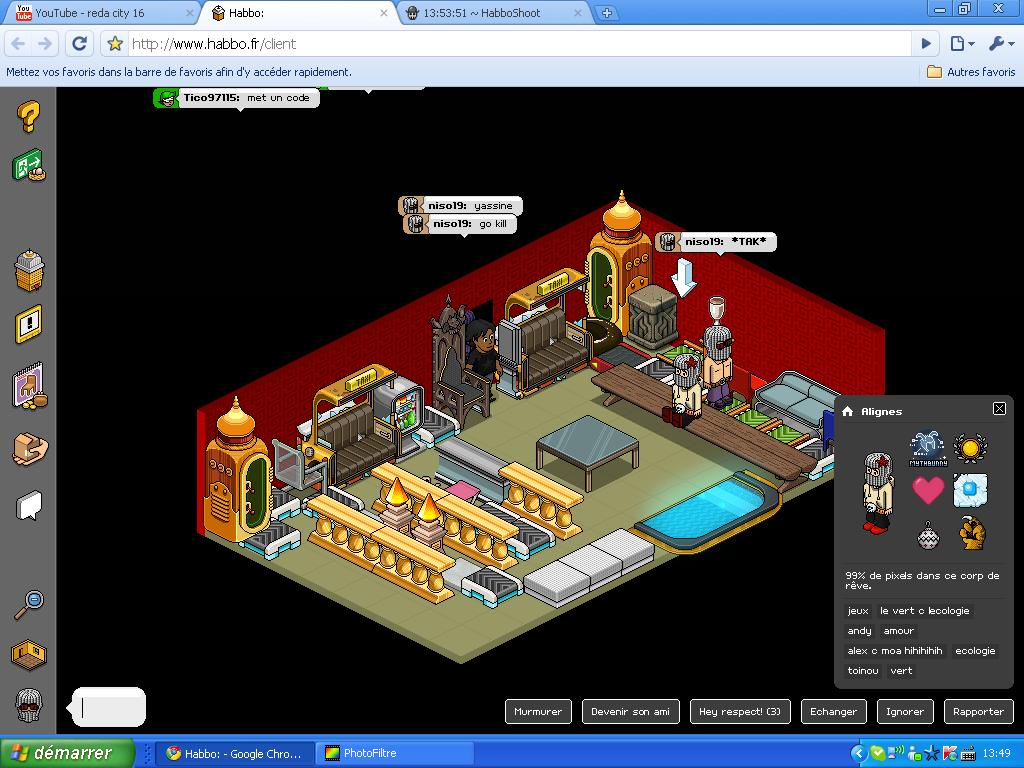 YouTube - reda city 16
Habbo:
13:53:51 ~ HabboShoot
http://www.habbo.fr/client
Mettez vos favoris dans la barre de favoris afin d'y accéder rapidement.
Autres favoris
Tico97115: met un code
niso19: yassine
niso19: go kill
niso19: *TAK*
TAXI
TAXI
Alignes
MYTHBUNNY
99% de pixels dans ce corp de
rêve.
jeux
le vert c lecologie
andy
amour
alex c moa hihihihih
ecologie
toinou
vert
Murmurer
Devenir son ami
Hey respect! (3)
Echanger
Ignorer
Rapporter
démarrer
Habbo: - Google Chro...
PhotoFiltre
13:49